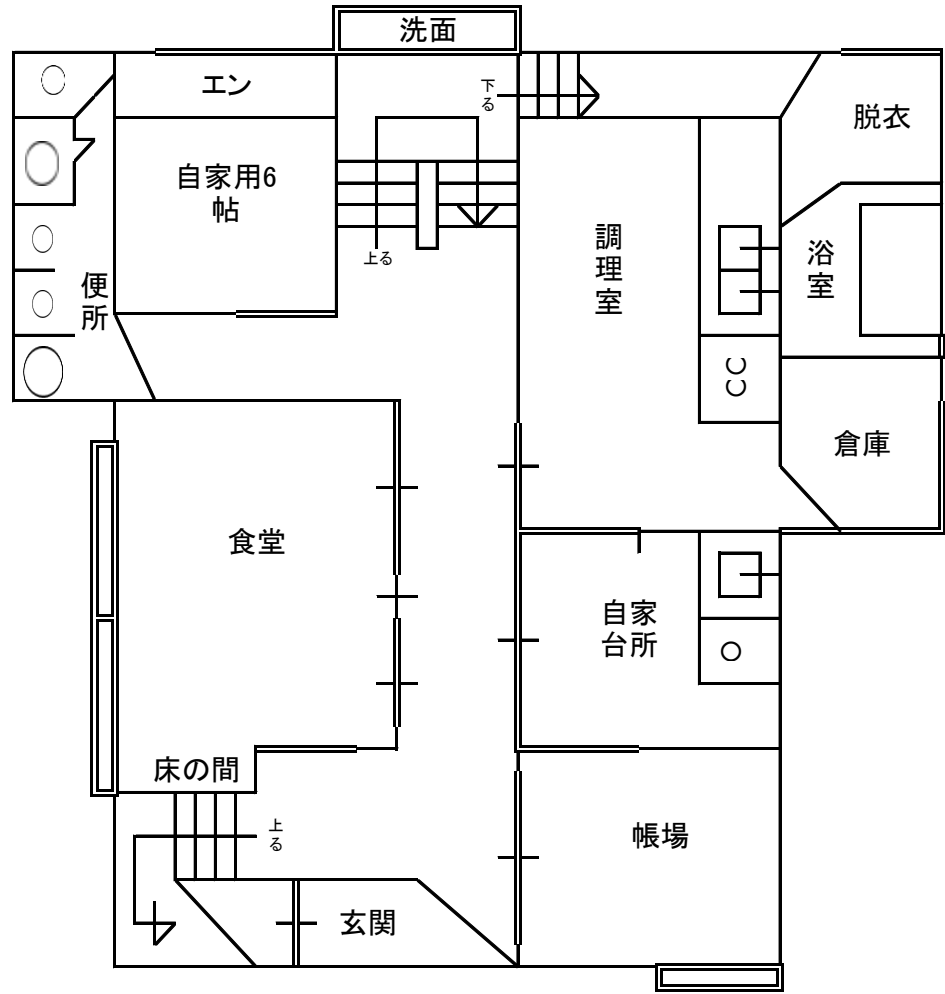 洗面
エン
下る
脱衣
自家用6
帖
調理室
浴室
上る
便所
倉庫
食堂
自家
台所
床の間
上る
帳場
玄関